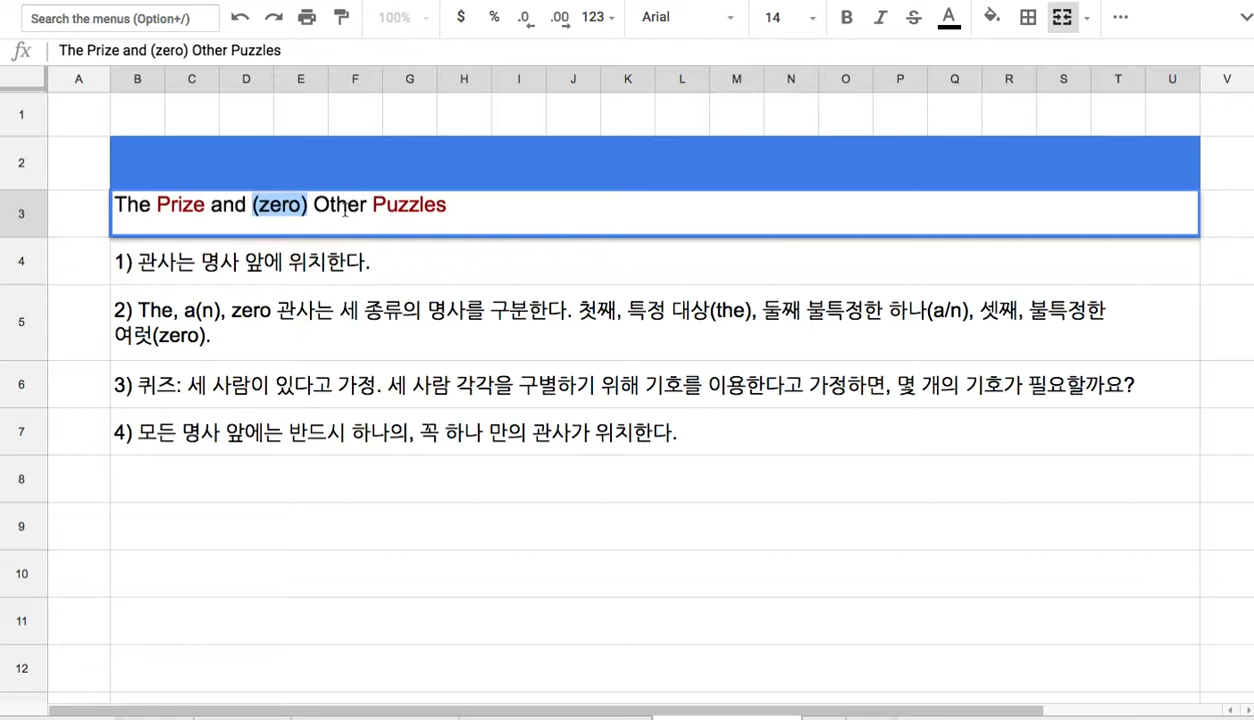 Search the menus (Option+/)
100%
$ % .0 .00 123
Arial
14
B I S A
fx The Prize and (zero) Other Puzzles
A B C D E F G H I J K L M N O P Q R S T U V
1
2
3 The Prize and (zero) Other Puzzles
4 1) 관사는 명사 앞에 위치한다.
5 2) The, a(n), zero 관사는 세 종류의 명사를 구분한다. 첫째, 특정 대상(the), 둘째 불특정한 하나(a/n), 셋째, 불특정한
여럿(zero).
6 3) 퀴즈: 세 사람이 있다고 가정. 세 사람 각각을 구별하기 위해 기호를 이용한다고 가정하면, 몇 개의 기호가 필요할까요?
7 4) 모든 명사 앞에는 반드시 하나의, 꼭 하나 만의 관사가 위치한다.
8
9
10
11
12